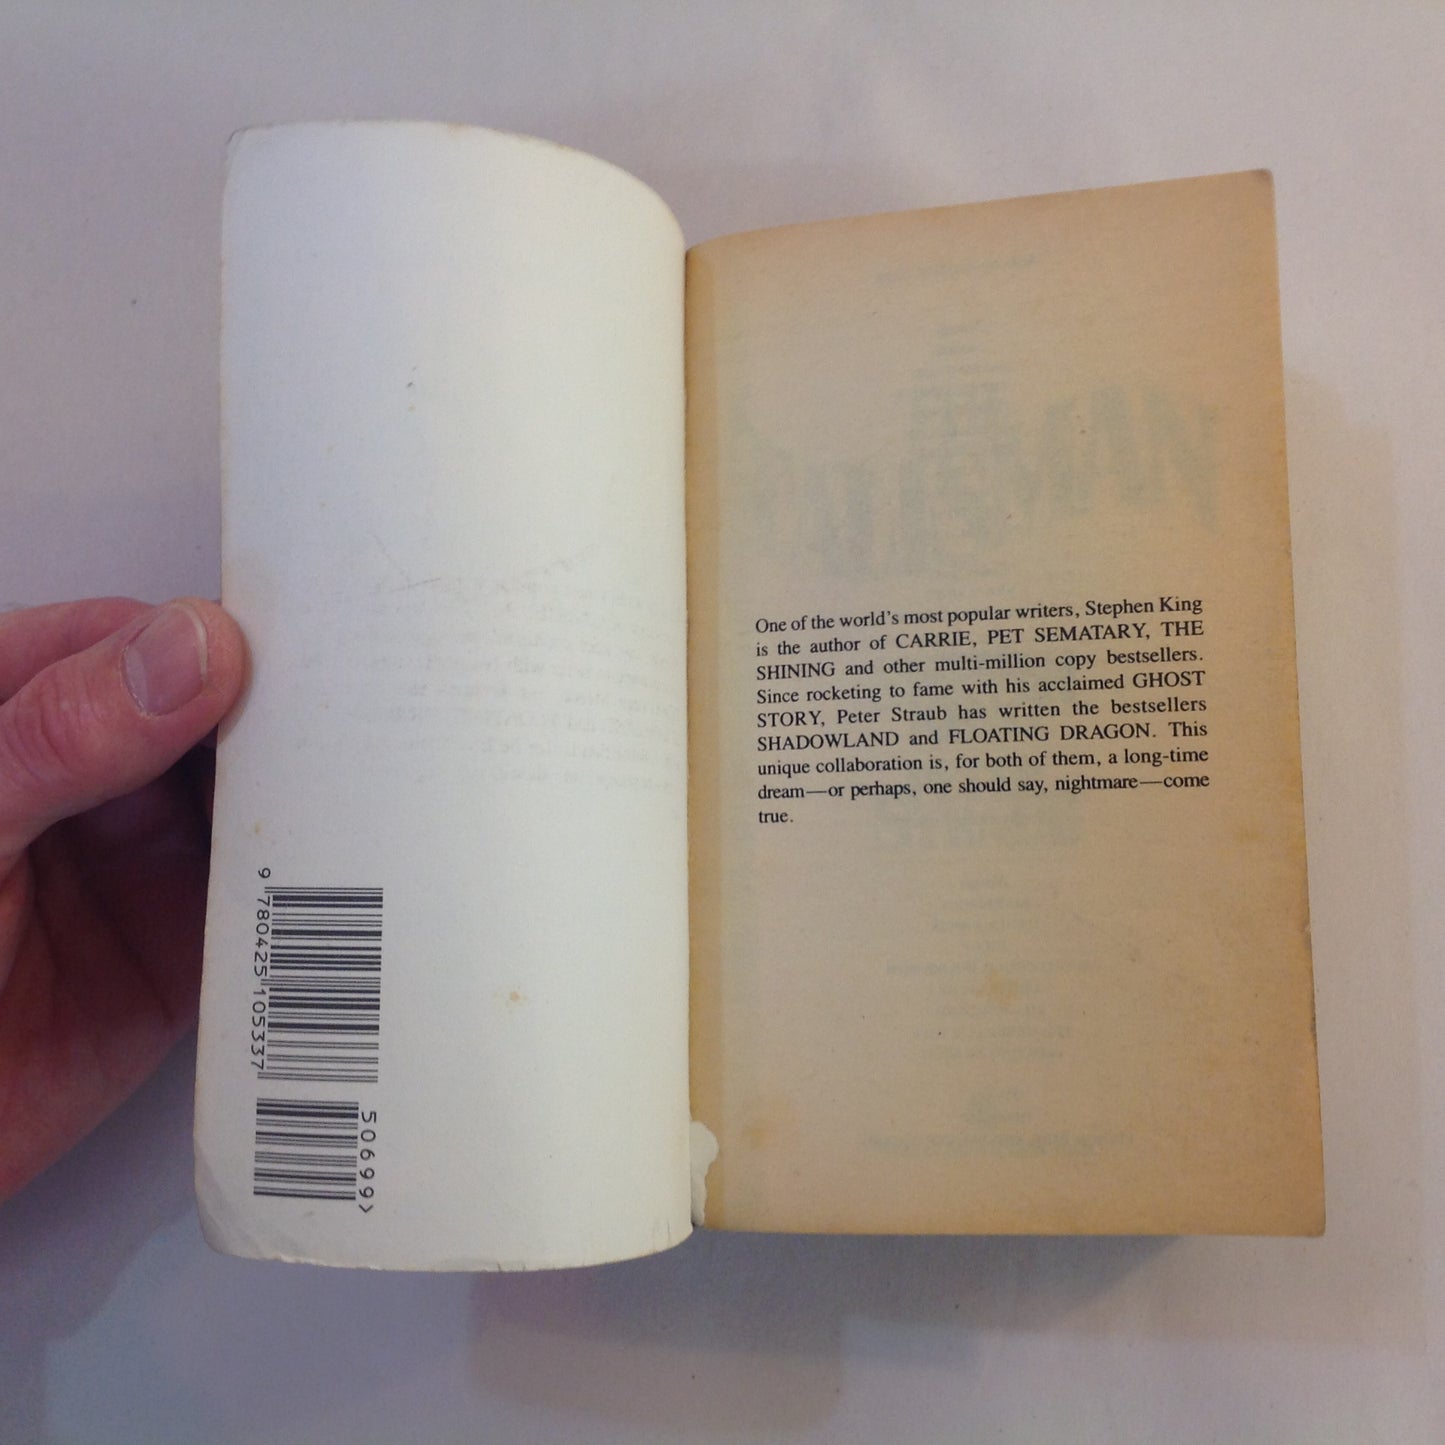 9 780425 105337
50699>
One of the world's most popular writers, Stephen King
is the author of CARRIE, PET SEMATARY, THE
SHINING and other multi-million copy bestsellers.
Since rocketing to fame with his acclaimed GHOST
STORY, Peter Straub has written the bestsellers
SHADOWLAND and FLOATING DRAGON. This
unique collaboration is, for both of them, a long-time
dream—or perhaps, one should say, nightmare—come
true.